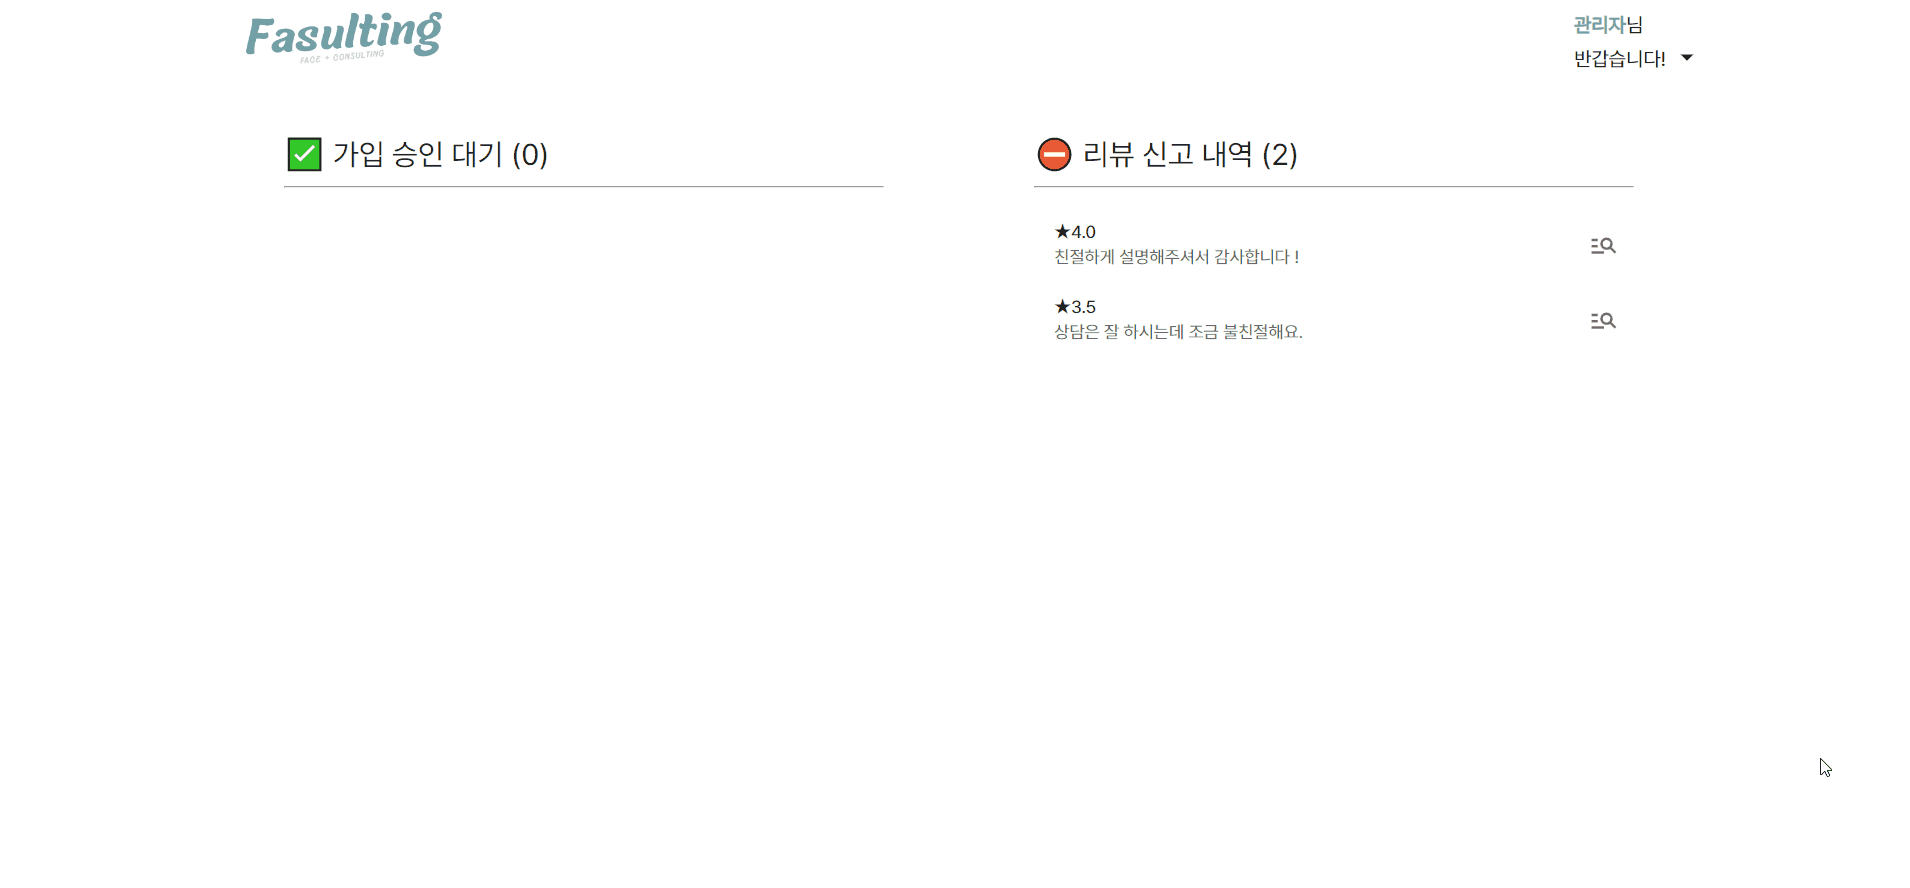 Fasulting
FACE + CONSULTING
관리자님
반갑습니다!
가입 승인 대기 (0)
리뷰 신고 내역 (2)
★4.0
친절하게 설명해주셔서 감사합니다 !
★3.5
상담은 잘 하시는데 조금 불친절해요.